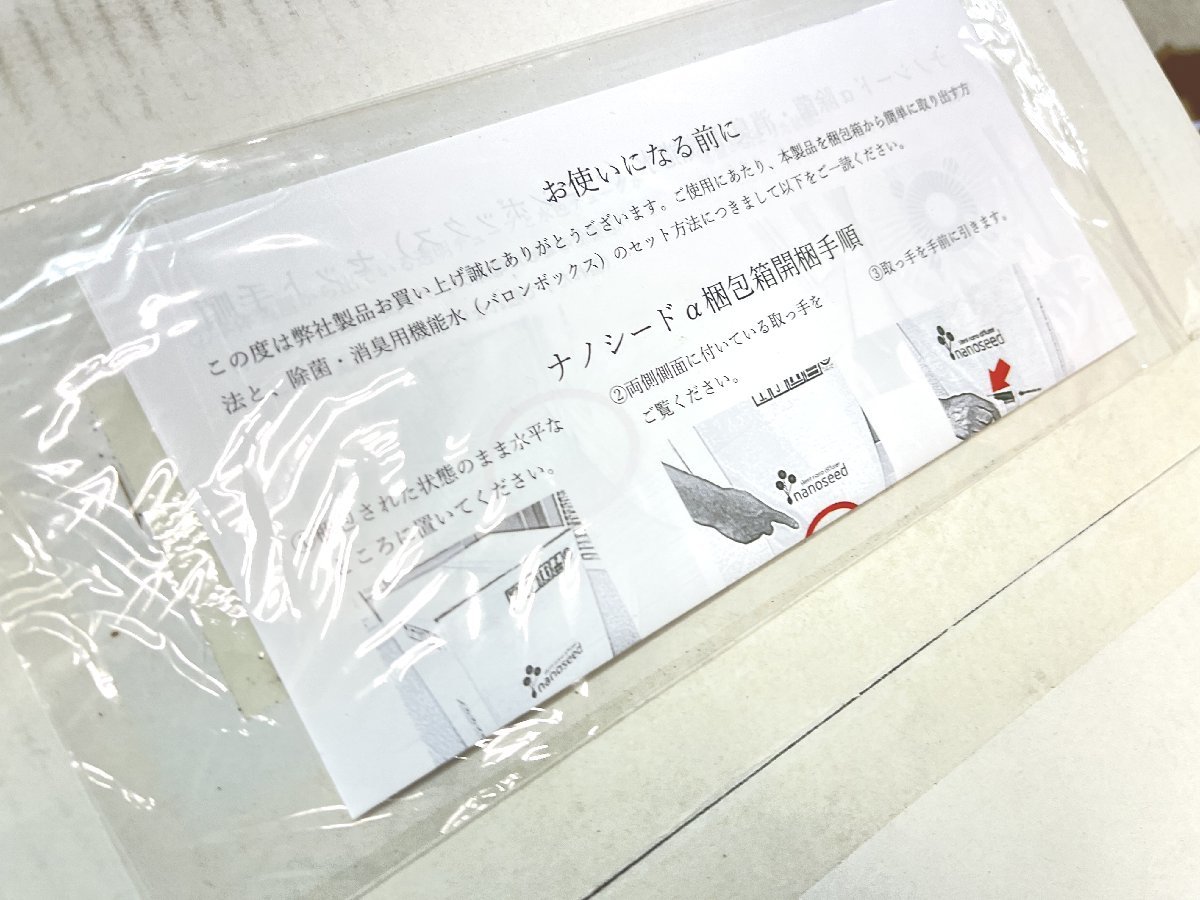 お使いになる前に
この度は弊社製品お買い上げ誠にありがとうございます。ご使用にあたり、本製品を梱包箱から簡単に取り出す方
法と、除菌・消臭用機能水(バロンボックス)のセット方法につきまして以下をご一読ください。
ナノシードα梱包箱開梱手順
された状態のまま水平な
ころに置いてください。
②両側側面に付いている取っ手を
ご覧ください。
③取っ手を手前に引きます。
nanoseed
nanoseed
nanoseed